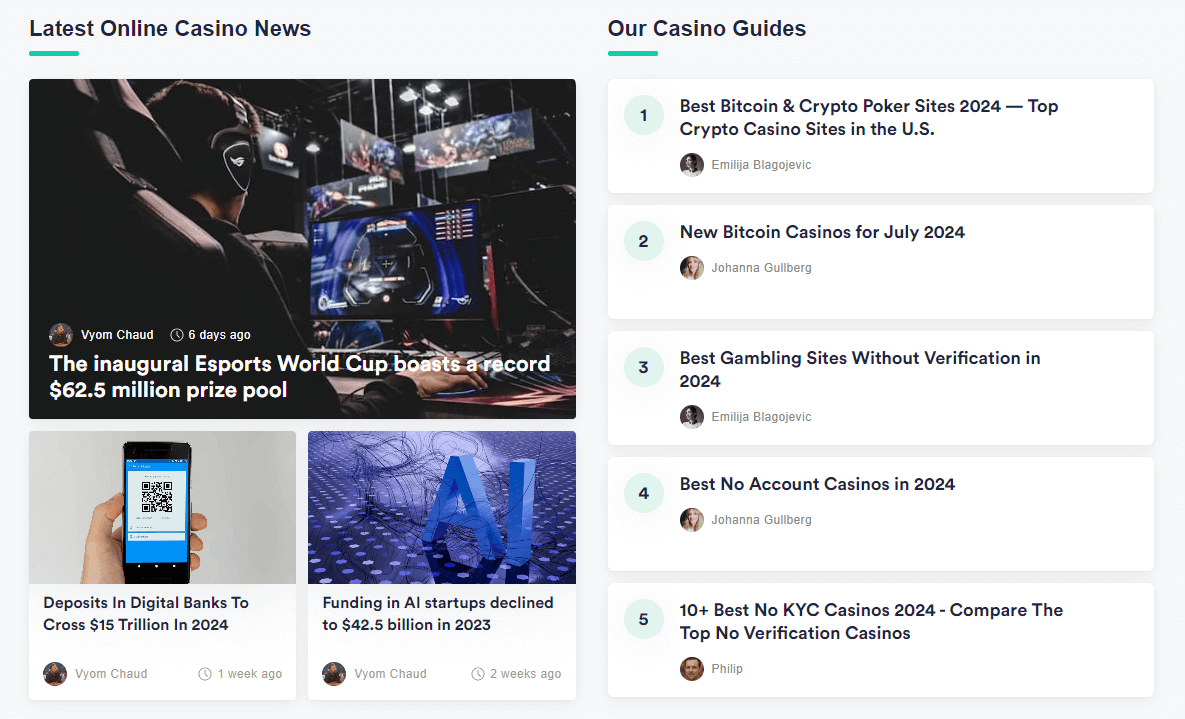 Latest Online Casino News
Vyom Chaud
6 days ago
The inaugural Esports World Cup boasts a record
$62.5 million prize pool
AI
Deposits In Digital Banks To
Cross $15 Trillion In 2024
Vyom Chaud
1 week ago
Funding in AI startups declined
to $42.5 billion in 2023
Vyom Chaud
2 weeks ago
Our Casino Guides
1
Best Bitcoin & Crypto Poker Sites 2024 — Top
Crypto Casino Sites in the U.S.
Emilija Blagojevic
2
New Bitcoin Casinos for July 2024
Johanna Gullberg
3
Best Gambling Sites Without Verification in
2024
Emilija Blagojevic
4
Best No Account Casinos in 2024
Johanna Gullberg
5
10+ Best No KYC Casinos 2024 - Compare The
Top No Verification Casinos
Philip